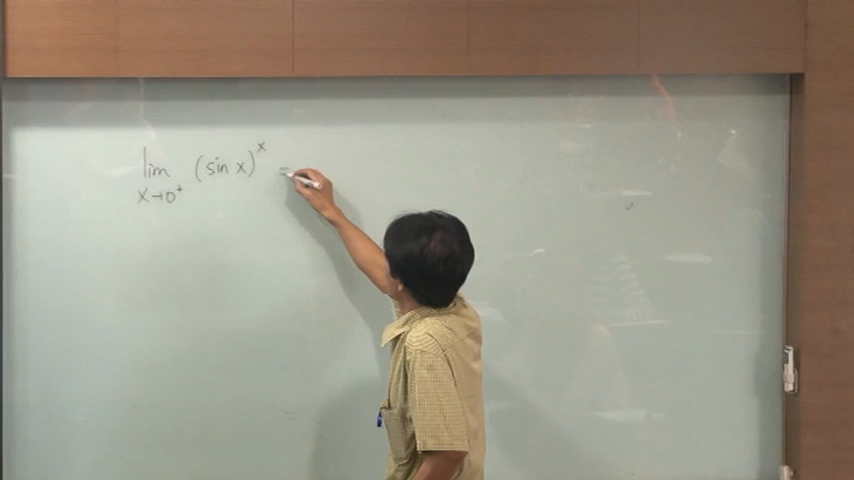 lim (sin x)^x =
x→0⁺